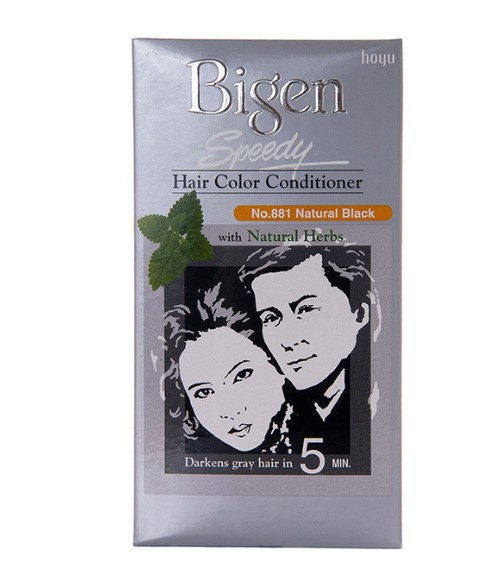 hoyu
Bigen
Speedy
Hair Color Conditioner
No.881 Natural Black
with Natural Herbs
Darkens gray hair in 5 MIN.